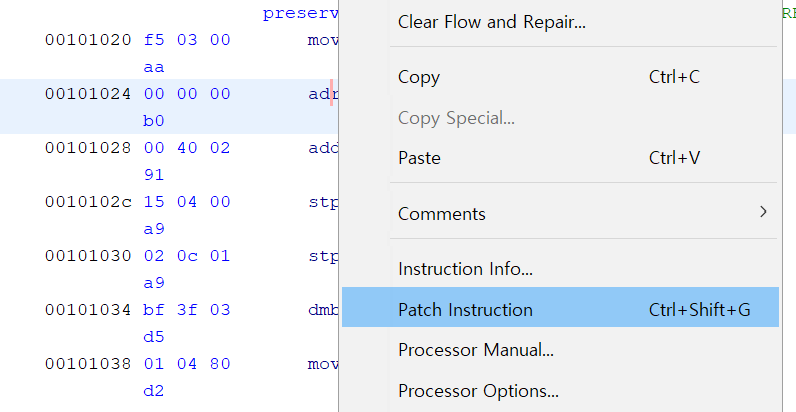 preserv
00101020 f5 03 00 mov
aa
00101024 00 00 00 adr
b0
00101028 00 40 02 add
91
0010102c 15 04 00 stp
a9
00101030 02 0c 01 stp
a9
00101034 bf 3f 03 dmb
d5
00101038 01 04 80 mov
d2
Clear Flow and Repair...
Copy Ctrl+C
Copy Special...
Paste Ctrl+V
Comments
Instruction Info...
Patch Instruction Ctrl+Shift+G
Processor Manual...
Processor Options...